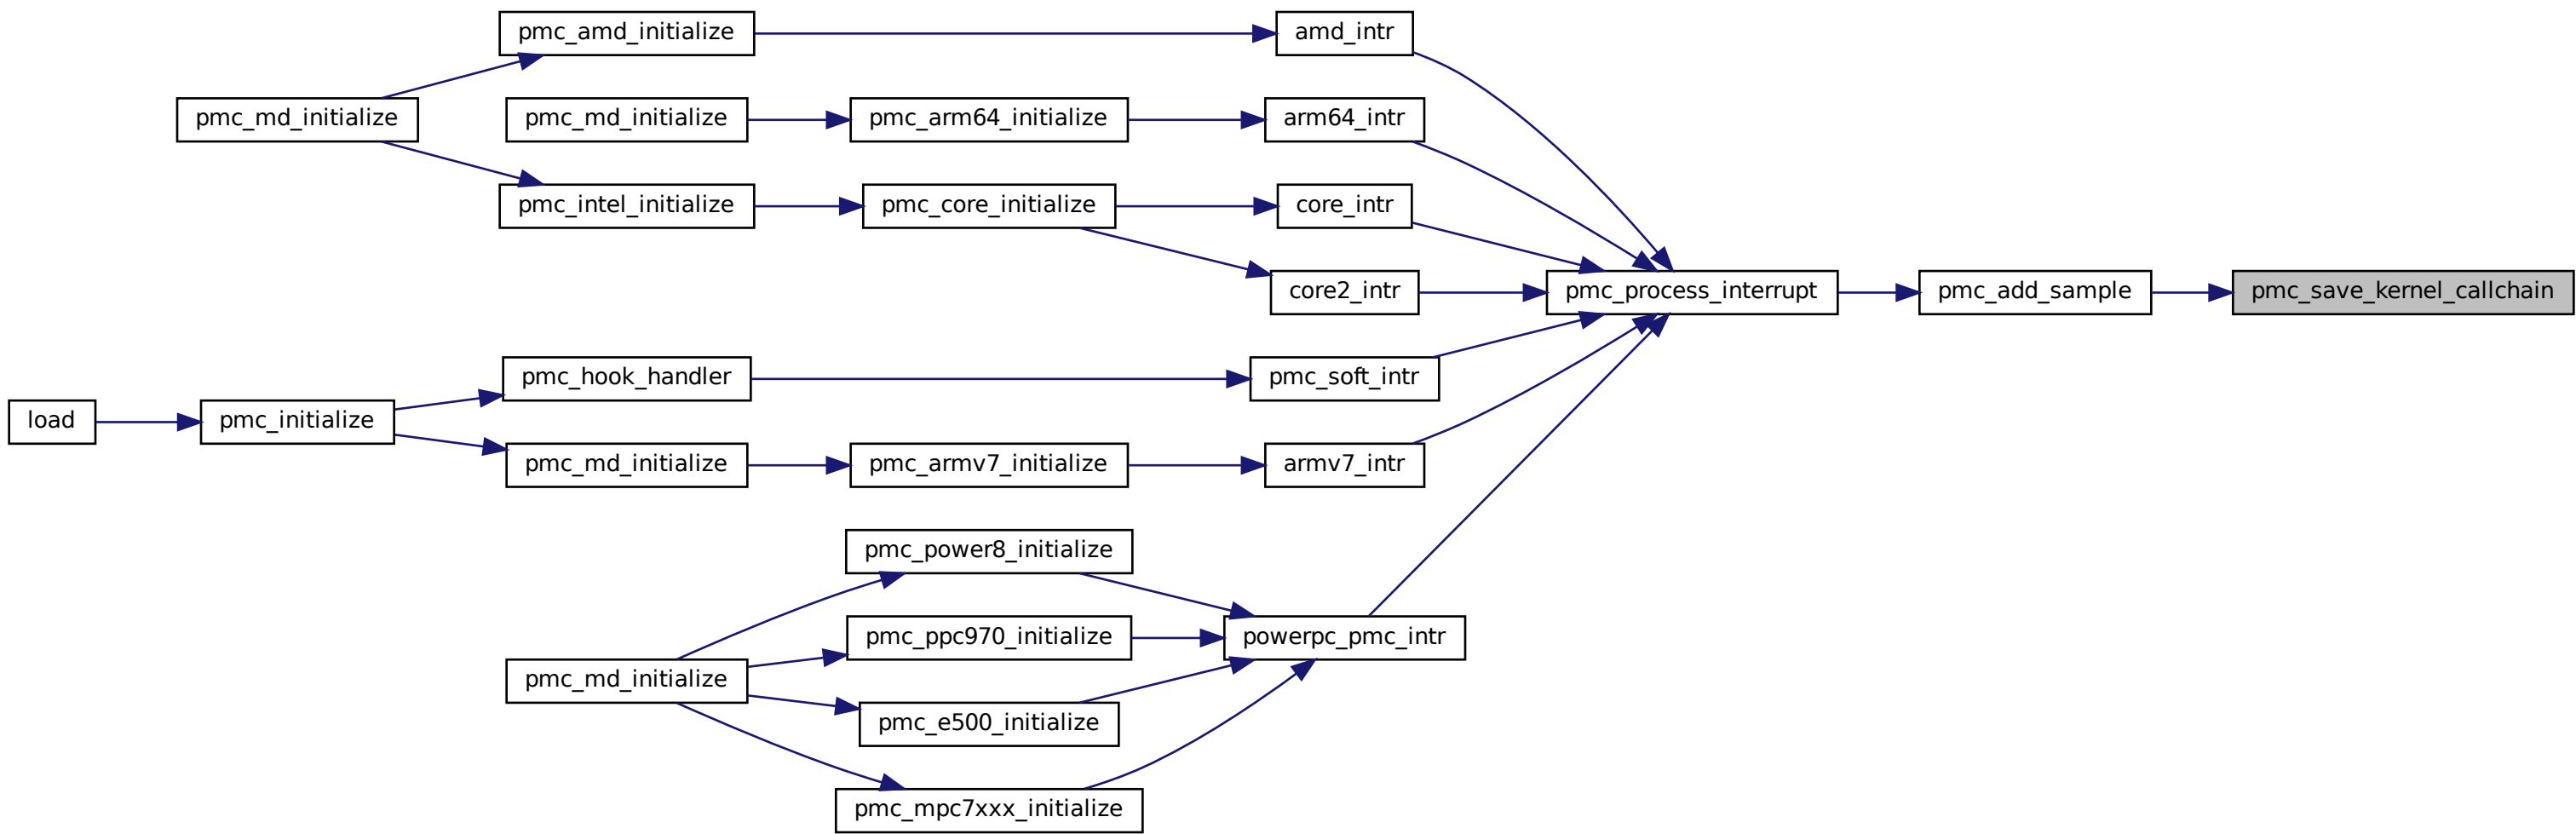 pmc_amd_initialize
amd_intr
pmc_md_initialize
pmc_md_initialize
pmc_arm64_initialize
arm64_intr
pmc_intel_initialize
pmc_core_initialize
core_intr
core2_intr
pmc_process_interrupt
pmc_add_sample
pmc_save_kernel_callchain
pmc_hook_handler
pmc_soft_intr
load
pmc_initialize
pmc_md_initialize
pmc_armv7_initialize
armv7_intr
pmc_power8_initialize
pmc_ppc970_initialize
powerpc_pmc_intr
pmc_md_initialize
pmc_e500_initialize
pmc_mpc7xxx_initialize